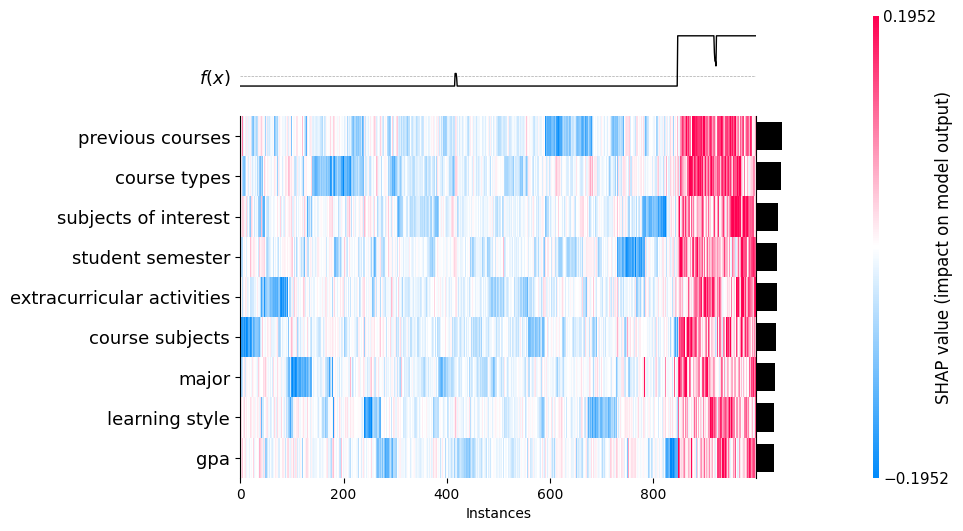 0.1952
f(x)
previous courses
course types
subjects of interest
student semester
extracurricular activities
course subjects
major
learning style
gpa
0 200 400 600 800
Instances
−0.1952
SHAP value (impact on model output)